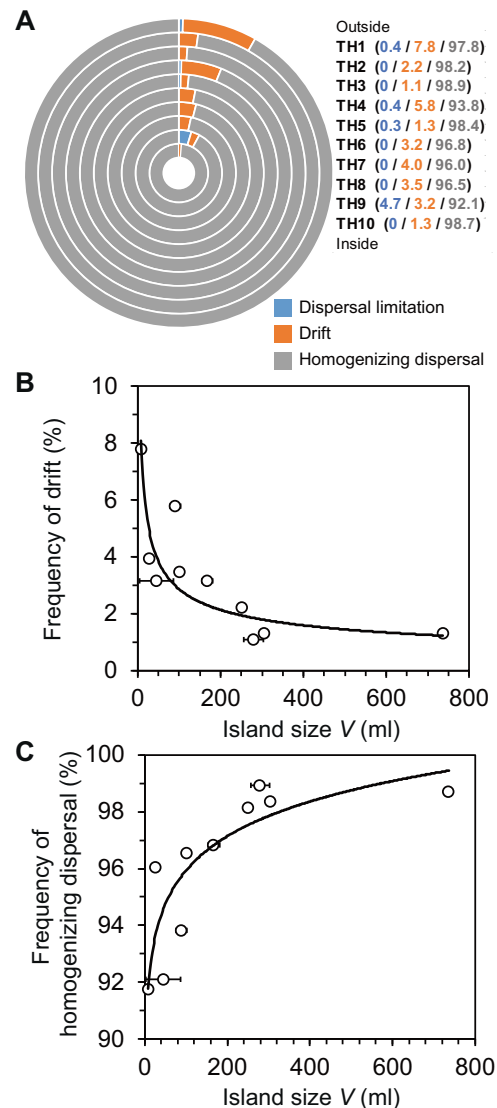 A
Outside
TH1 (0.4 / 7.8 / 97.8)
TH2 (0 / 2.2 / 98.2)
TH3 (0 / 1.1 / 98.9)
TH4 (0.4 / 5.8 / 93.8)
TH5 (0.3 / 1.3 / 98.4)
TH6 (0 / 3.2 / 96.8)
TH7 (0 / 4.0 / 96.0)
TH8 (0 / 3.5 / 96.5)
TH9 (4.7 / 3.2 / 92.1)
TH10 (0 / 1.3 / 98.7)
Inside
Dispersal limitation
Drift
Homogenizing dispersal
B
Frequency of drift (%)
10
8
6
4
2
0
0 200 400 600 800
Island size V (ml)
C
Frequency of
homogenizing dispersal (%)
100
98
96
94
92
90
0 200 400 600 800
Island size V (ml)